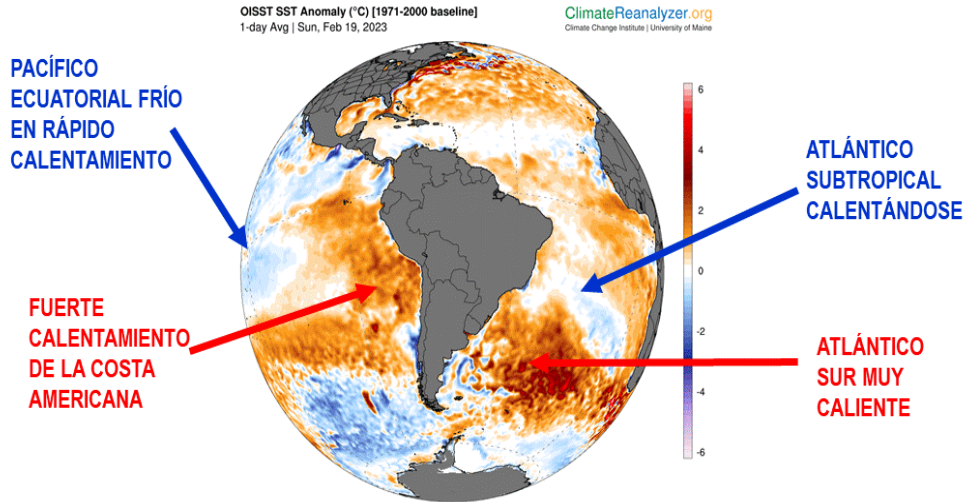 OISST SST Anomaly (°C) [1971-2000 baseline]
1-day Avg | Sun, Feb 19, 2023
ClimateReanalyzer.org
Climate Change Institute | University of Maine
PACÍFICO
ECUATORIAL FRÍO
EN RÁPIDO
CALENTAMIENTO
FUERTE
CALENTAMIENTO
DE LA COSTA
AMERICANA
6
4
2
0
-2
-4
-6
ATLÁNTICO
SUBTROPICAL
CALENTÁNDOSE
ATLÁNTICO
SUR MUY
CALIENTE